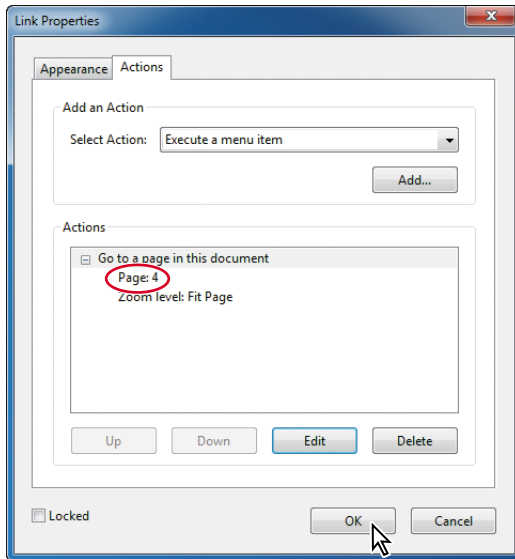 Link Properties
Appearance Actions
Add an Action
Select Action: Execute a menu item
Add...
Actions
Go to a page in this document
Page: 4
Zoom level: Fit Page
Up Down Edit Delete
Locked OK Cancel